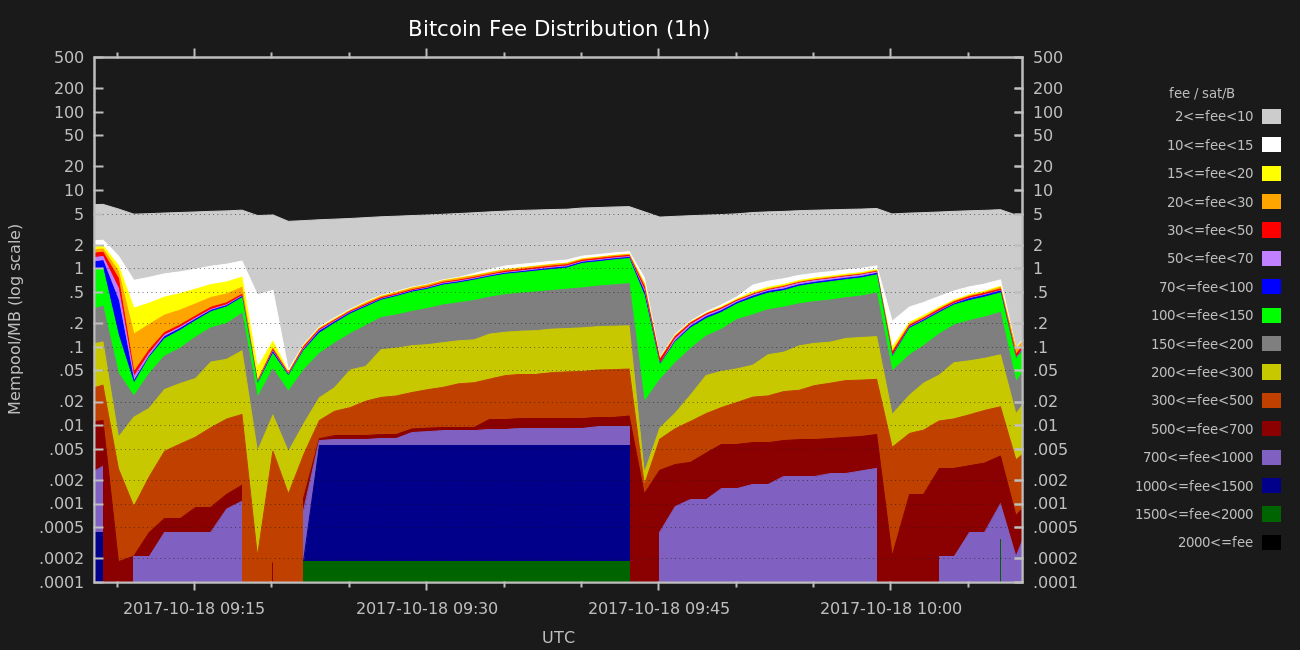 Bitcoin Fee Distribution (1h)
500 500
200 200
100 100
50 50
20 20
10 10
5 5
2 2
1 1
.5 .5
.2 .2
.1 .1
.05 .05
.02 .02
.01 .01
.005 .005
.002 .002
.001 .001
.0005 .0005
.0002 .0002
.0001 .0001
Mempool/MB (log scale)
2017-10-18 09:15 2017-10-18 09:30 2017-10-18 09:45 2017-10-18 10:00
UTC
fee / sat/B
2<=fee<10
10<=fee<15
15<=fee<20
20<=fee<30
30<=fee<50
50<=fee<70
70<=fee<100
100<=fee<150
150<=fee<200
200<=fee<300
300<=fee<500
500<=fee<700
700<=fee<1000
1000<=fee<1500
1500<=fee<2000
2000<=fee